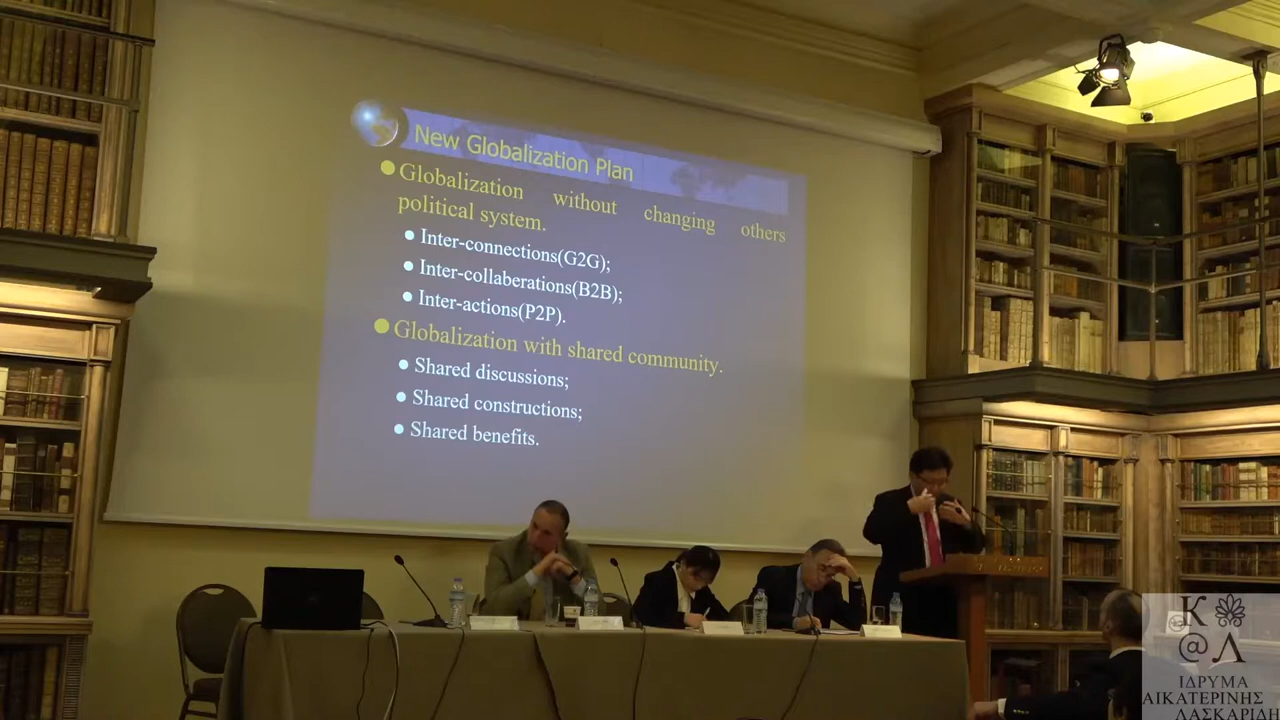 New Globalization Plan
Globalization without changing others
political system.
Inter-connections(G2G);
Inter-collaberations(B2B);
Inter-actions(P2P).
Globalization with shared community.
Shared discussions;
Shared constructions;
Shared benefits.
Κ
@ Λ
ΙΔΡΥΜΑ
ΑΙΚΑΤΕΡΙΝΗΣ
ΛΑΣΚΑΡΙΔΗ